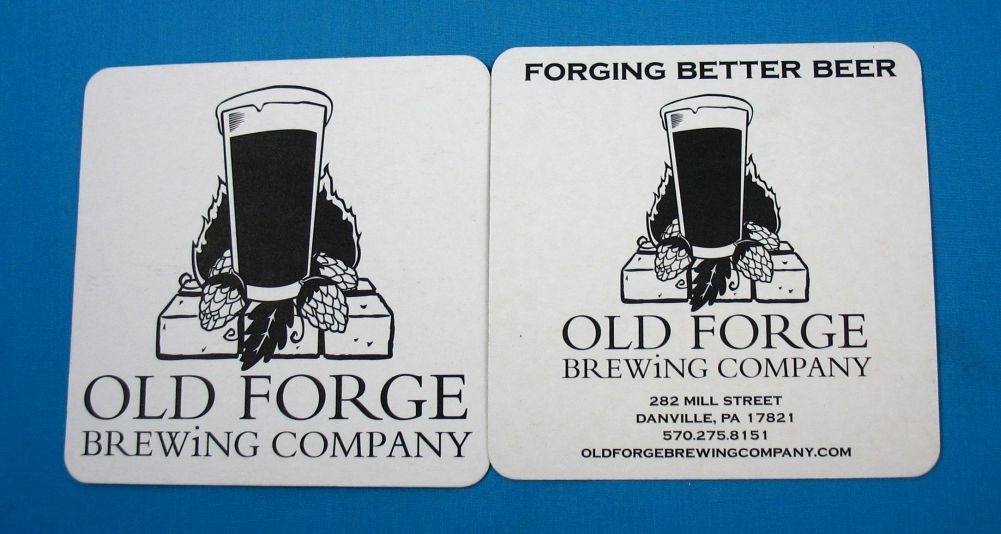 OLD FORGE
BREWiNG COMPANY
FORGING BETTER BEER
OLD FORGE
BREWiNG COMPANY
282 MILL STREET
DANVILLE, PA 17821
570.275.8151
OLDFORGEBREWINGCOMPANY.COM